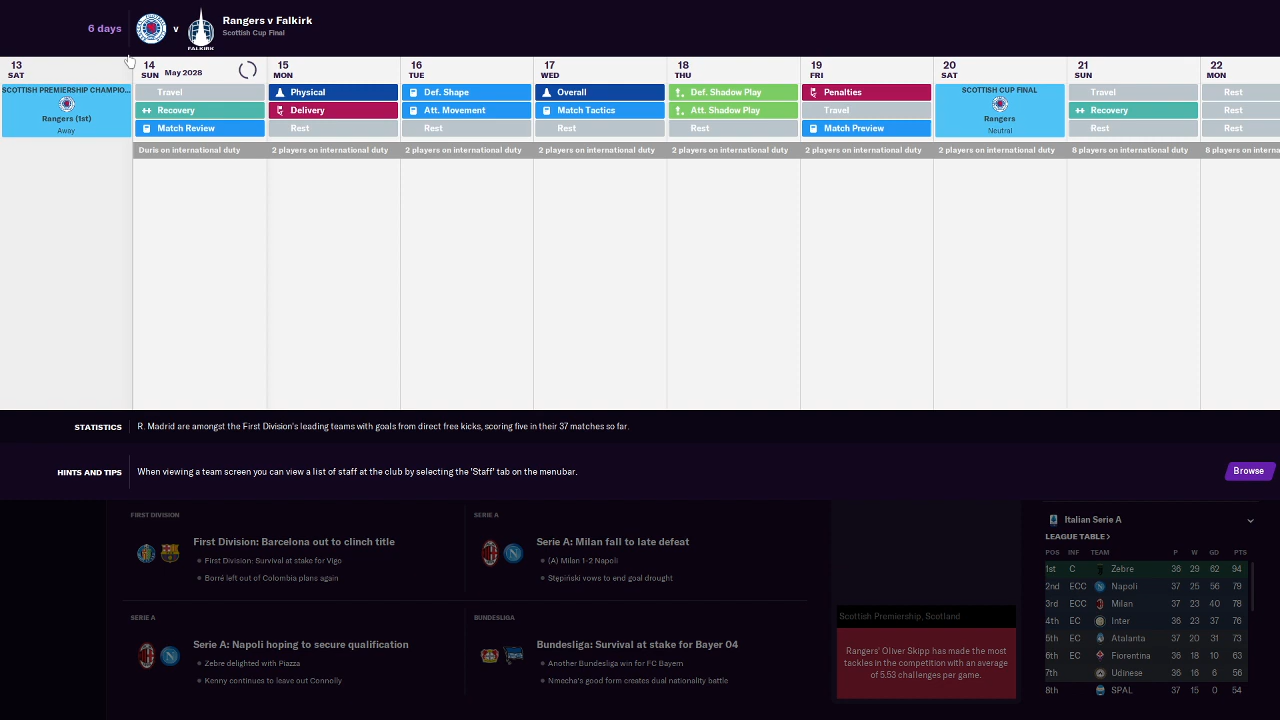 6 days
v
Rangers v Falkirk
Scottish Cup Final
FALKIRK
13
SAT
14
SUN
May 2028
15
MON
16
TUE
17
WED
18
THU
19
FRI
20
SAT
21
SUN
22
MON
SCOTTISH PREMIERSHIP CHAMPIO...
Rangers (1st)
Away
Travel
Recovery
Match Review
Physical
Delivery
Rest
Def. Shape
Att. Movement
Rest
Overall
Match Tactics
Rest
Def. Shadow Play
Att. Shadow Play
Rest
Penalties
Travel
Match Preview
SCOTTISH CUP FINAL
Rangers
Neutral
Travel
Recovery
Rest
Rest
Rest
Rest
Duris on international duty
2 players on international duty
2 players on international duty
2 players on international duty
2 players on international duty
2 players on international duty
2 players on international duty
8 players on international duty
8 players on interna
STATISTICS
R. Madrid are amongst the First Division's leading teams with goals from direct free kicks, scoring five in their 37 matches so far.
HINTS AND TIPS
When viewing a team screen you can view a list of staff at the club by selecting the 'Staff' tab on the menubar.
Browse
FIRST DIVISION
First Division: Barcelona out to clinch title
First Division: Survival at stake for Vigo
Borré left out of Colombia plans again
SERIE A
Serie A: Milan fall to late defeat
(A) Milan 1-2 Napoli
Stępiński vows to end goal drought
SERIE A
Serie A: Napoli hoping to secure qualification
Zebre delighted with Piazza
Kenny continues to leave out Connolly
BUNDESLIGA
Bundesliga: Survival at stake for Bayer 04
Another Bundesliga win for FC Bayern
Nmecha's good form creates dual nationality battle
Scottish Premiership, Scotland
Rangers' Oliver Skipp has made the most
tackles in the competition with an average
of 5.53 challenges per game.
Italian Serie A
LEAGUE TABLE >
POS INF TEAM P W GD PTS
1st C Zebre 36 29 62 94
2nd ECC Napoli 37 25 56 79
3rd ECC Milan 37 23 40 78
4th EC Inter 36 23 37 76
5th EC Atalanta 37 20 31 73
6th EC Fiorentina 36 18 10 63
7th Udinese 36 16 6 56
8th SPAL 37 15 0 54